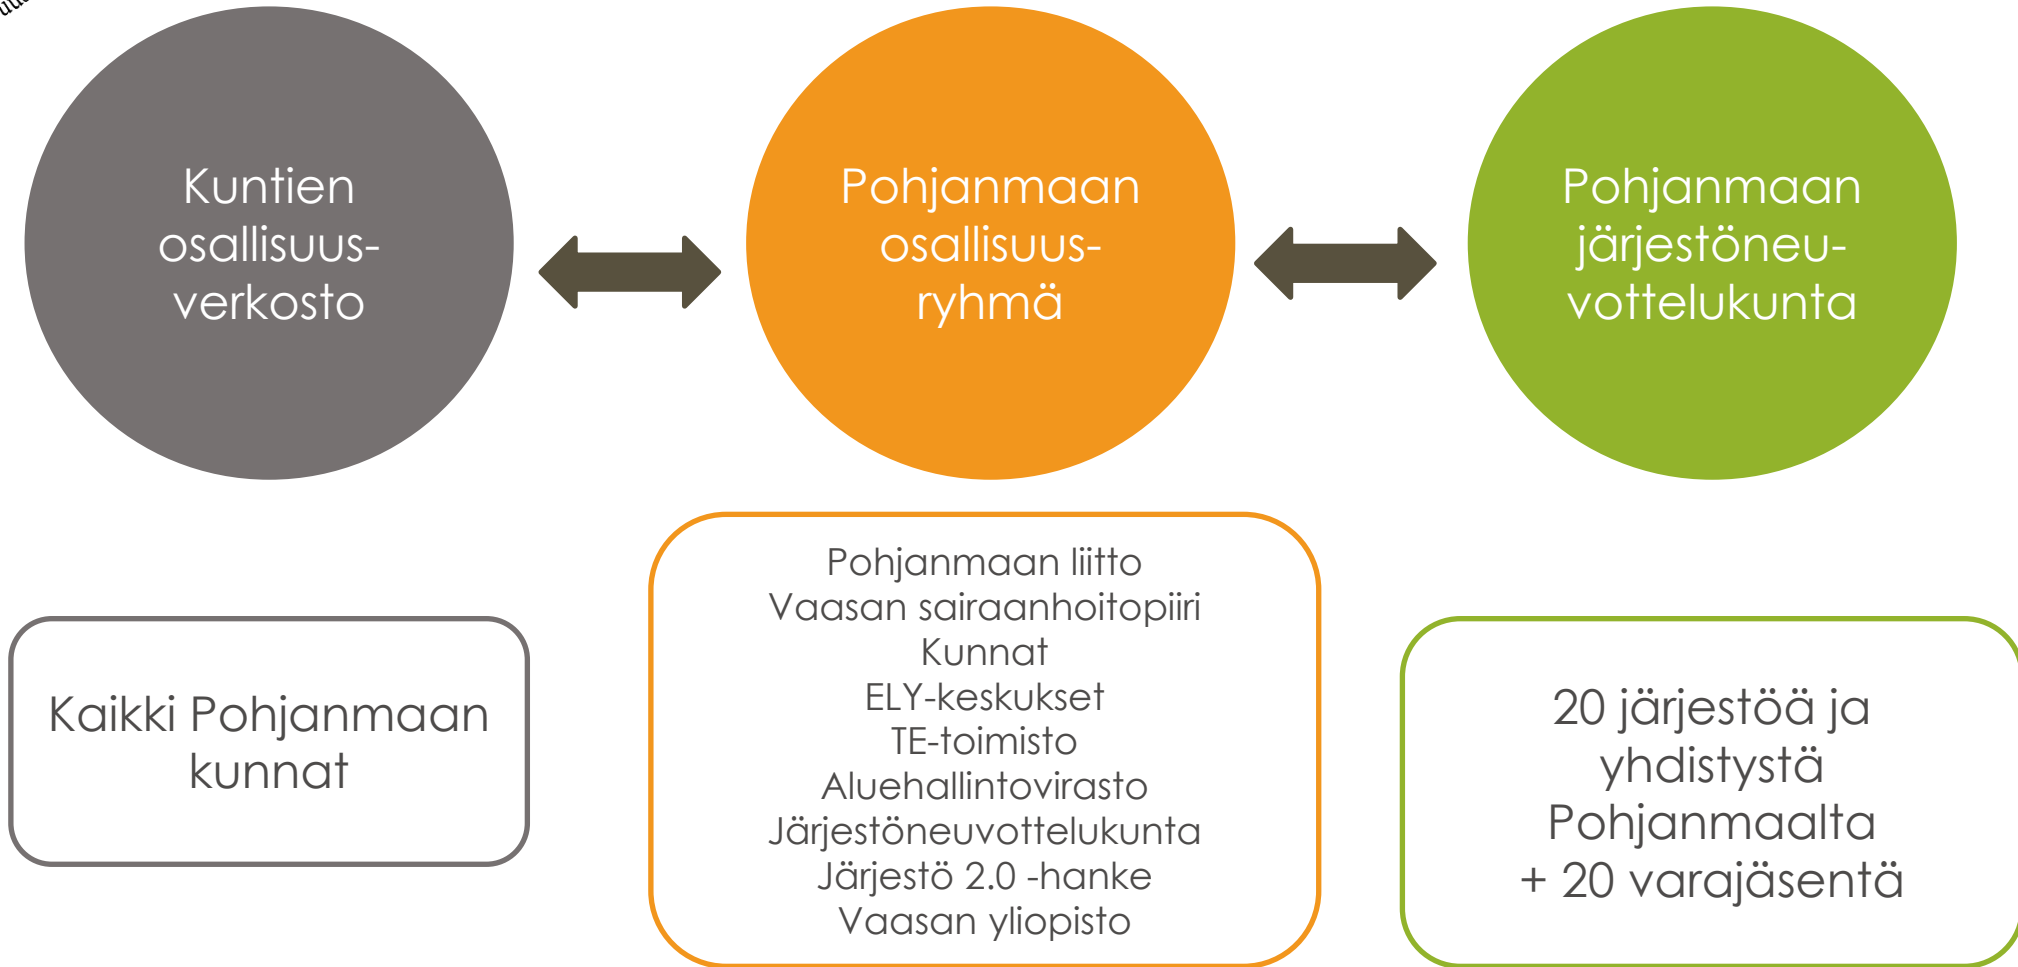 Kuntien
osallisuus-
verkosto
Pohjanmaan
osallisuus-
ryhmä
Pohjanmaan
järjestöneu-
vottelukunta
Kaikki Pohjanmaan
kunnat
Pohjanmaan liitto
Vaasan sairaanhoitopiiri
Kunnat
ELY-keskukset
TE-toimisto
Aluehallintovirasto
Järjestöneuvottelukunta
Järjestö 2.0 -hanke
Vaasan yliopisto
20 järjestöä ja
yhdistystä
Pohjanmaalta
+ 20 varajäsentä